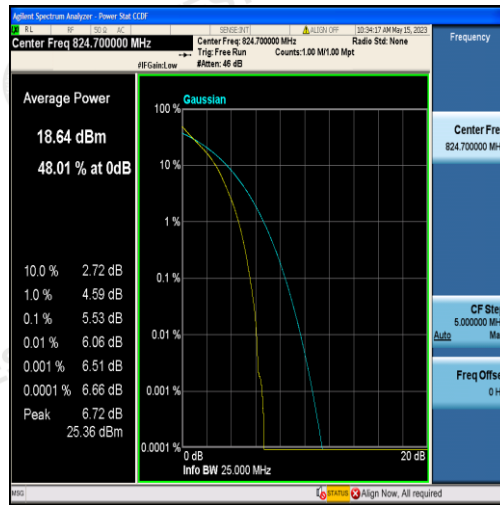 Agilent Spectrum Analyzer - Power Stat CCDF
RL RF 50 Ω AC SENSE:INT ALIGN OFF 10:34:17 AM May 15, 2023
Center Freq 824.700000 MHz
Center Freq: 824.700000 MHz Radio Std: None
Trig: Free Run Counts:1.00 M/1.00 Mpt
#IFGain:Low #Atten: 46 dB
Frequency
Average Power
18.64 dBm
48.01 % at 0dB
10.0 % 2.72 dB
1.0 % 4.59 dB
0.1 % 5.53 dB
0.01 % 6.06 dB
0.001 % 6.51 dB
0.0001 % 6.66 dB
Peak 6.72 dB
25.36 dBm
Gaussian
100 %
10 %
1 %
0.1 %
0.01 %
0.001 %
0.0001 %
0 dB 20 dB
Info BW 25.000 MHz
Center Fre
824.700000 MH
CF Ste
5.000000 MH
Auto Ma
Freq Offse
0 H
MSG STATUS Align Now, All required